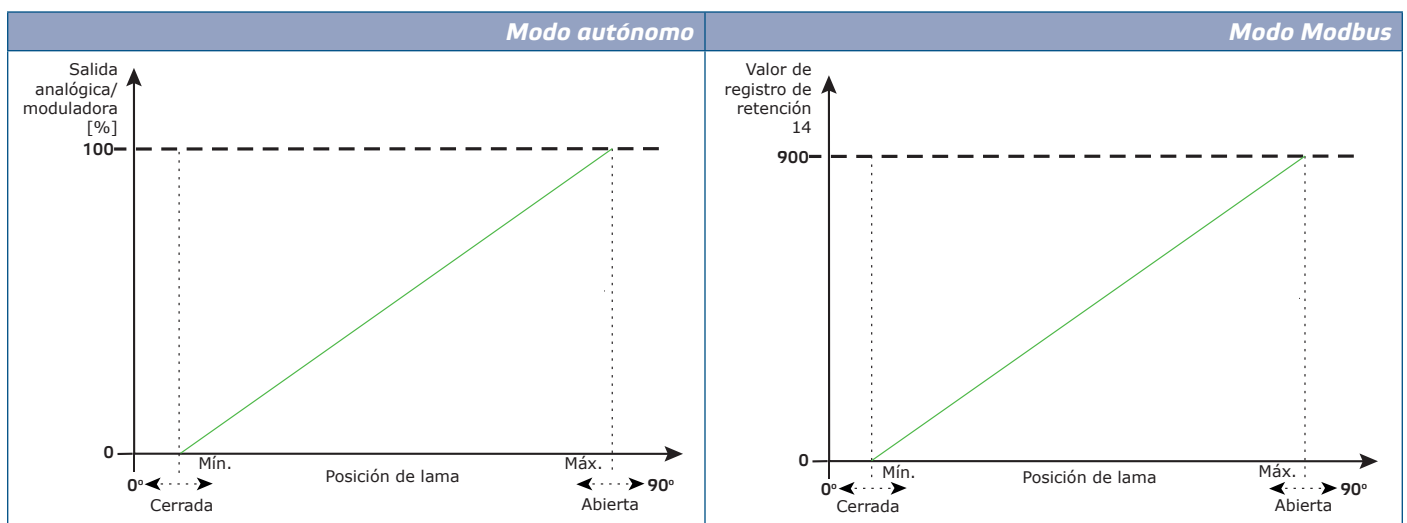 Modo autónomo
Salida
analógica/
moduladora
[%]
100
0
Mín.
Posición de lama
Máx.
0º
90º
Cerrada
Abierta
Modo Modbus
Valor de
registro de
retención
14
900
0
Mín.
Posición de lama
Máx.
0º
90º
Cerrada
Abierta